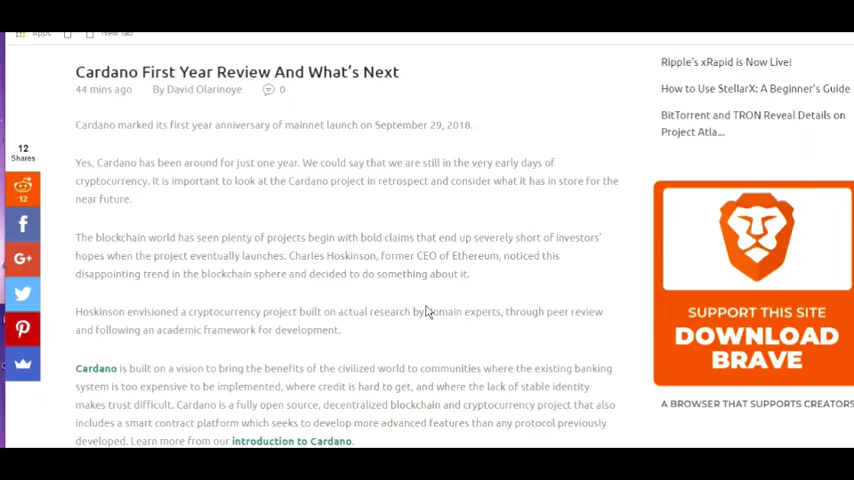 Apps
New Tab
Cardano First Year Review And What's Next
44 mins ago By David Olarinoye 0
Cardano marked its first year anniversary of mainnet launch on September 29, 2018.
Yes, Cardano has been around for just one year. We could say that we are still in the very early days of
cryptocurrency. It is important to look at the Cardano project in retrospect and consider what it has in store for the
near future.
The blockchain world has seen plenty of projects begin with bold claims that end up severely short of investors'
hopes when the project eventually launches. Charles Hoskinson, former CEO of Ethereum, noticed this
disappointing trend in the blockchain sphere and decided to do something about it.
Hoskinson envisioned a cryptocurrency project built on actual research by domain experts, through peer review
and following an academic framework for development.
Cardano is built on a vision to bring the benefits of the civilized world to communities where the existing banking
system is too expensive to be implemented, where credit is hard to get, and where the lack of stable identity
makes trust difficult. Cardano is a fully open source, decentralized blockchain and cryptocurrency project that also
includes a smart contract platform which seeks to develop more advanced features than any protocol previously
developed. Learn more from our introduction to Cardano.
12
Shares
12
f
G+
Ripple's xRapid is Now Live!
How to Use StellarX: A Beginner's Guide
BitTorrent and TRON Reveal Details on
Project Atla...
SUPPORT THIS SITE
DOWNLOAD
BRAVE
A BROWSER THAT SUPPORTS CREATORS